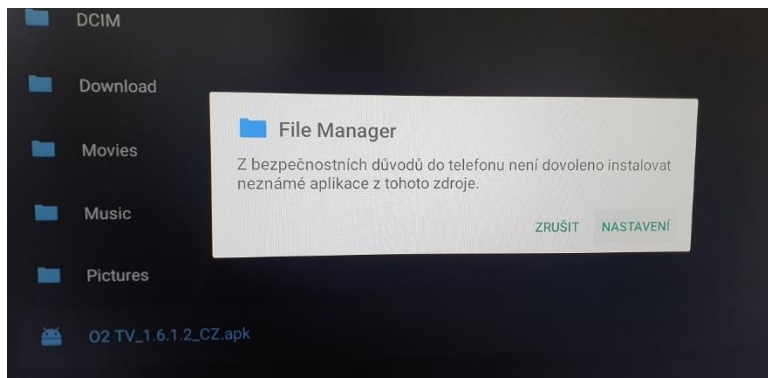 DCIM
Download
File Manager
Movies
Z bezpečnostních důvodů do telefonu není dovoleno instalovat
neznámé aplikace z tohoto zdroje.
Music
ZRUŠIT NASTAVENÍ
Pictures
O2 TV_1.6.1.2_CZ.apk